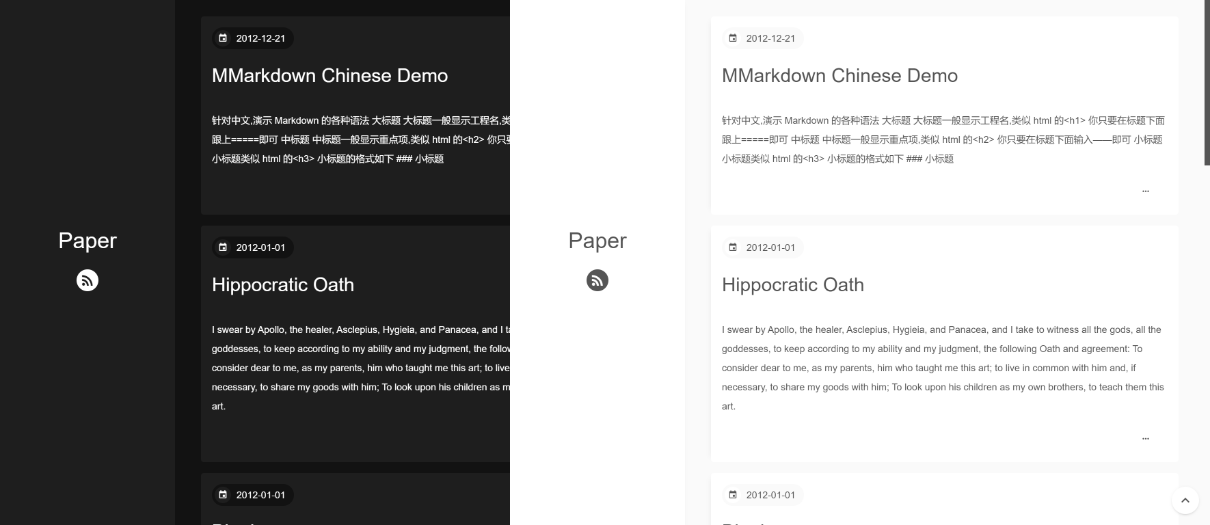 Paper
2012-12-21
MMarkdown Chinese Demo
针对中文,演示 Markdown 的各种语法 大标题 大标题一般显示工程名,类
跟上=====即可 中标题 中标题一般显示重点项,类似 html 的<h2> 你只
小标题类似 html 的<h3> 小标题的格式如下 ### 小标题
2012-01-01
Hippocratic Oath
I swear by Apollo, the healer, Asclepius, Hygieia, and Panacea, and I
goddesses, to keep according to my ability and my judgment, the follow
consider dear to me, as my parents, him who taught me this art; to live
necessary, to share my goods with him; To look upon his children as m
art.
2012-01-01
Paper
2012-12-21
MMarkdown Chinese Demo
针对中文,演示 Markdown 的各种语法 大标题 大标题一般显示工程名,类似 html 的<h1> 你只要在标题下面
跟上=====即可 中标题 中标题一般显示重点项,类似 html 的<h2> 你只要在标题下面输入——即可 小标题
小标题类似 html 的<h3> 小标题的格式如下 ### 小标题
...
2012-01-01
Hippocratic Oath
I swear by Apollo, the healer, Asclepius, Hygieia, and Panacea, and I take to witness all the gods, all the
goddesses, to keep according to my ability and my judgment, the following Oath and agreement: To
consider dear to me, as my parents, him who taught me this art; to live in common with him and, if
necessary, to share my goods with him; To look upon his children as my own brothers, to teach them this
art.
...
2012-01-01